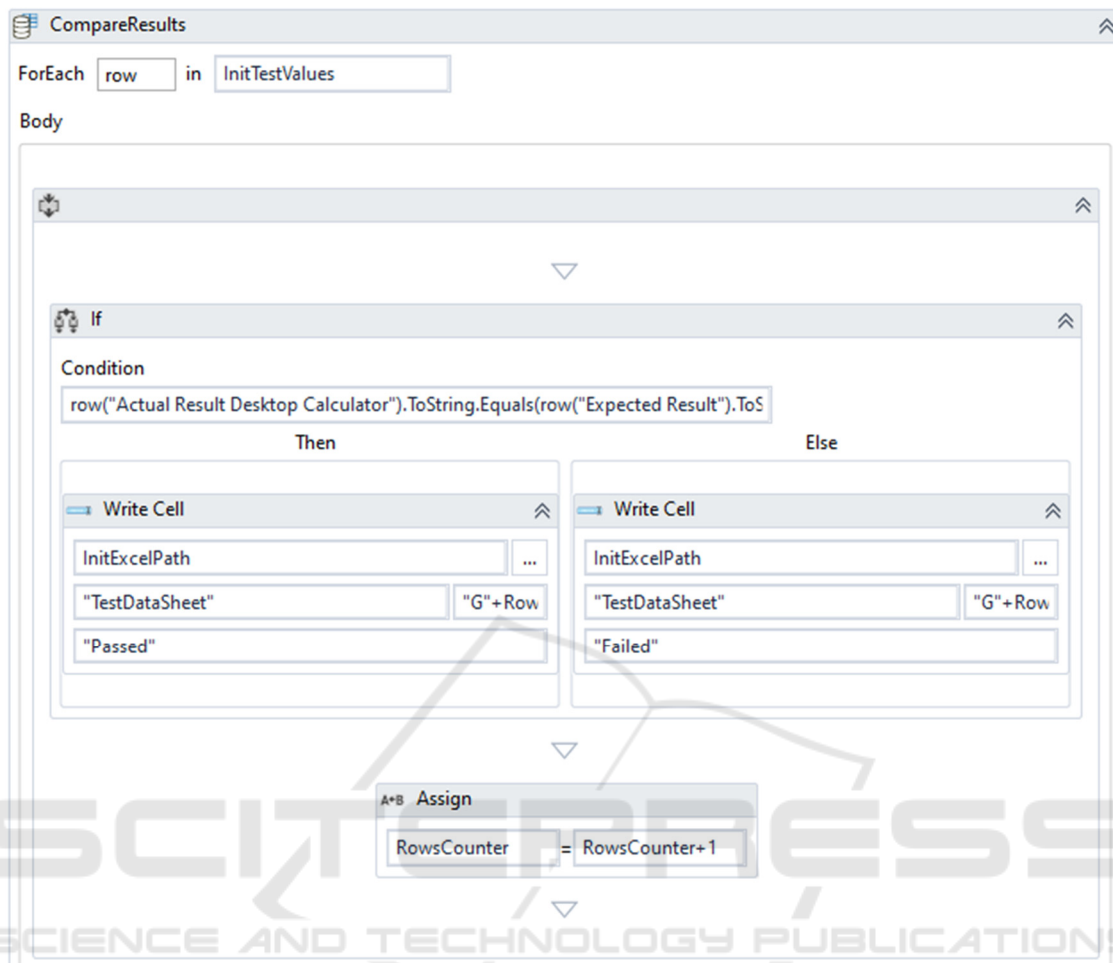 CompareResults
ForEach row in InitTestValues
Body
If
Condition
row("Actual Result Desktop Calculator").ToString.Equals(row("Expected Result").ToS
Then Else
Write Cell Write Cell
InitExcelPath ... InitExcelPath ...
"TestDataSheet" "G"+Row "TestDataSheet" "G"+Row
"Passed" "Failed"
A+B Assign
RowsCounter = RowsCounter+1
SCITEPRESS
SCIENCE AND TECHNOLOGY PUBLICATIONS